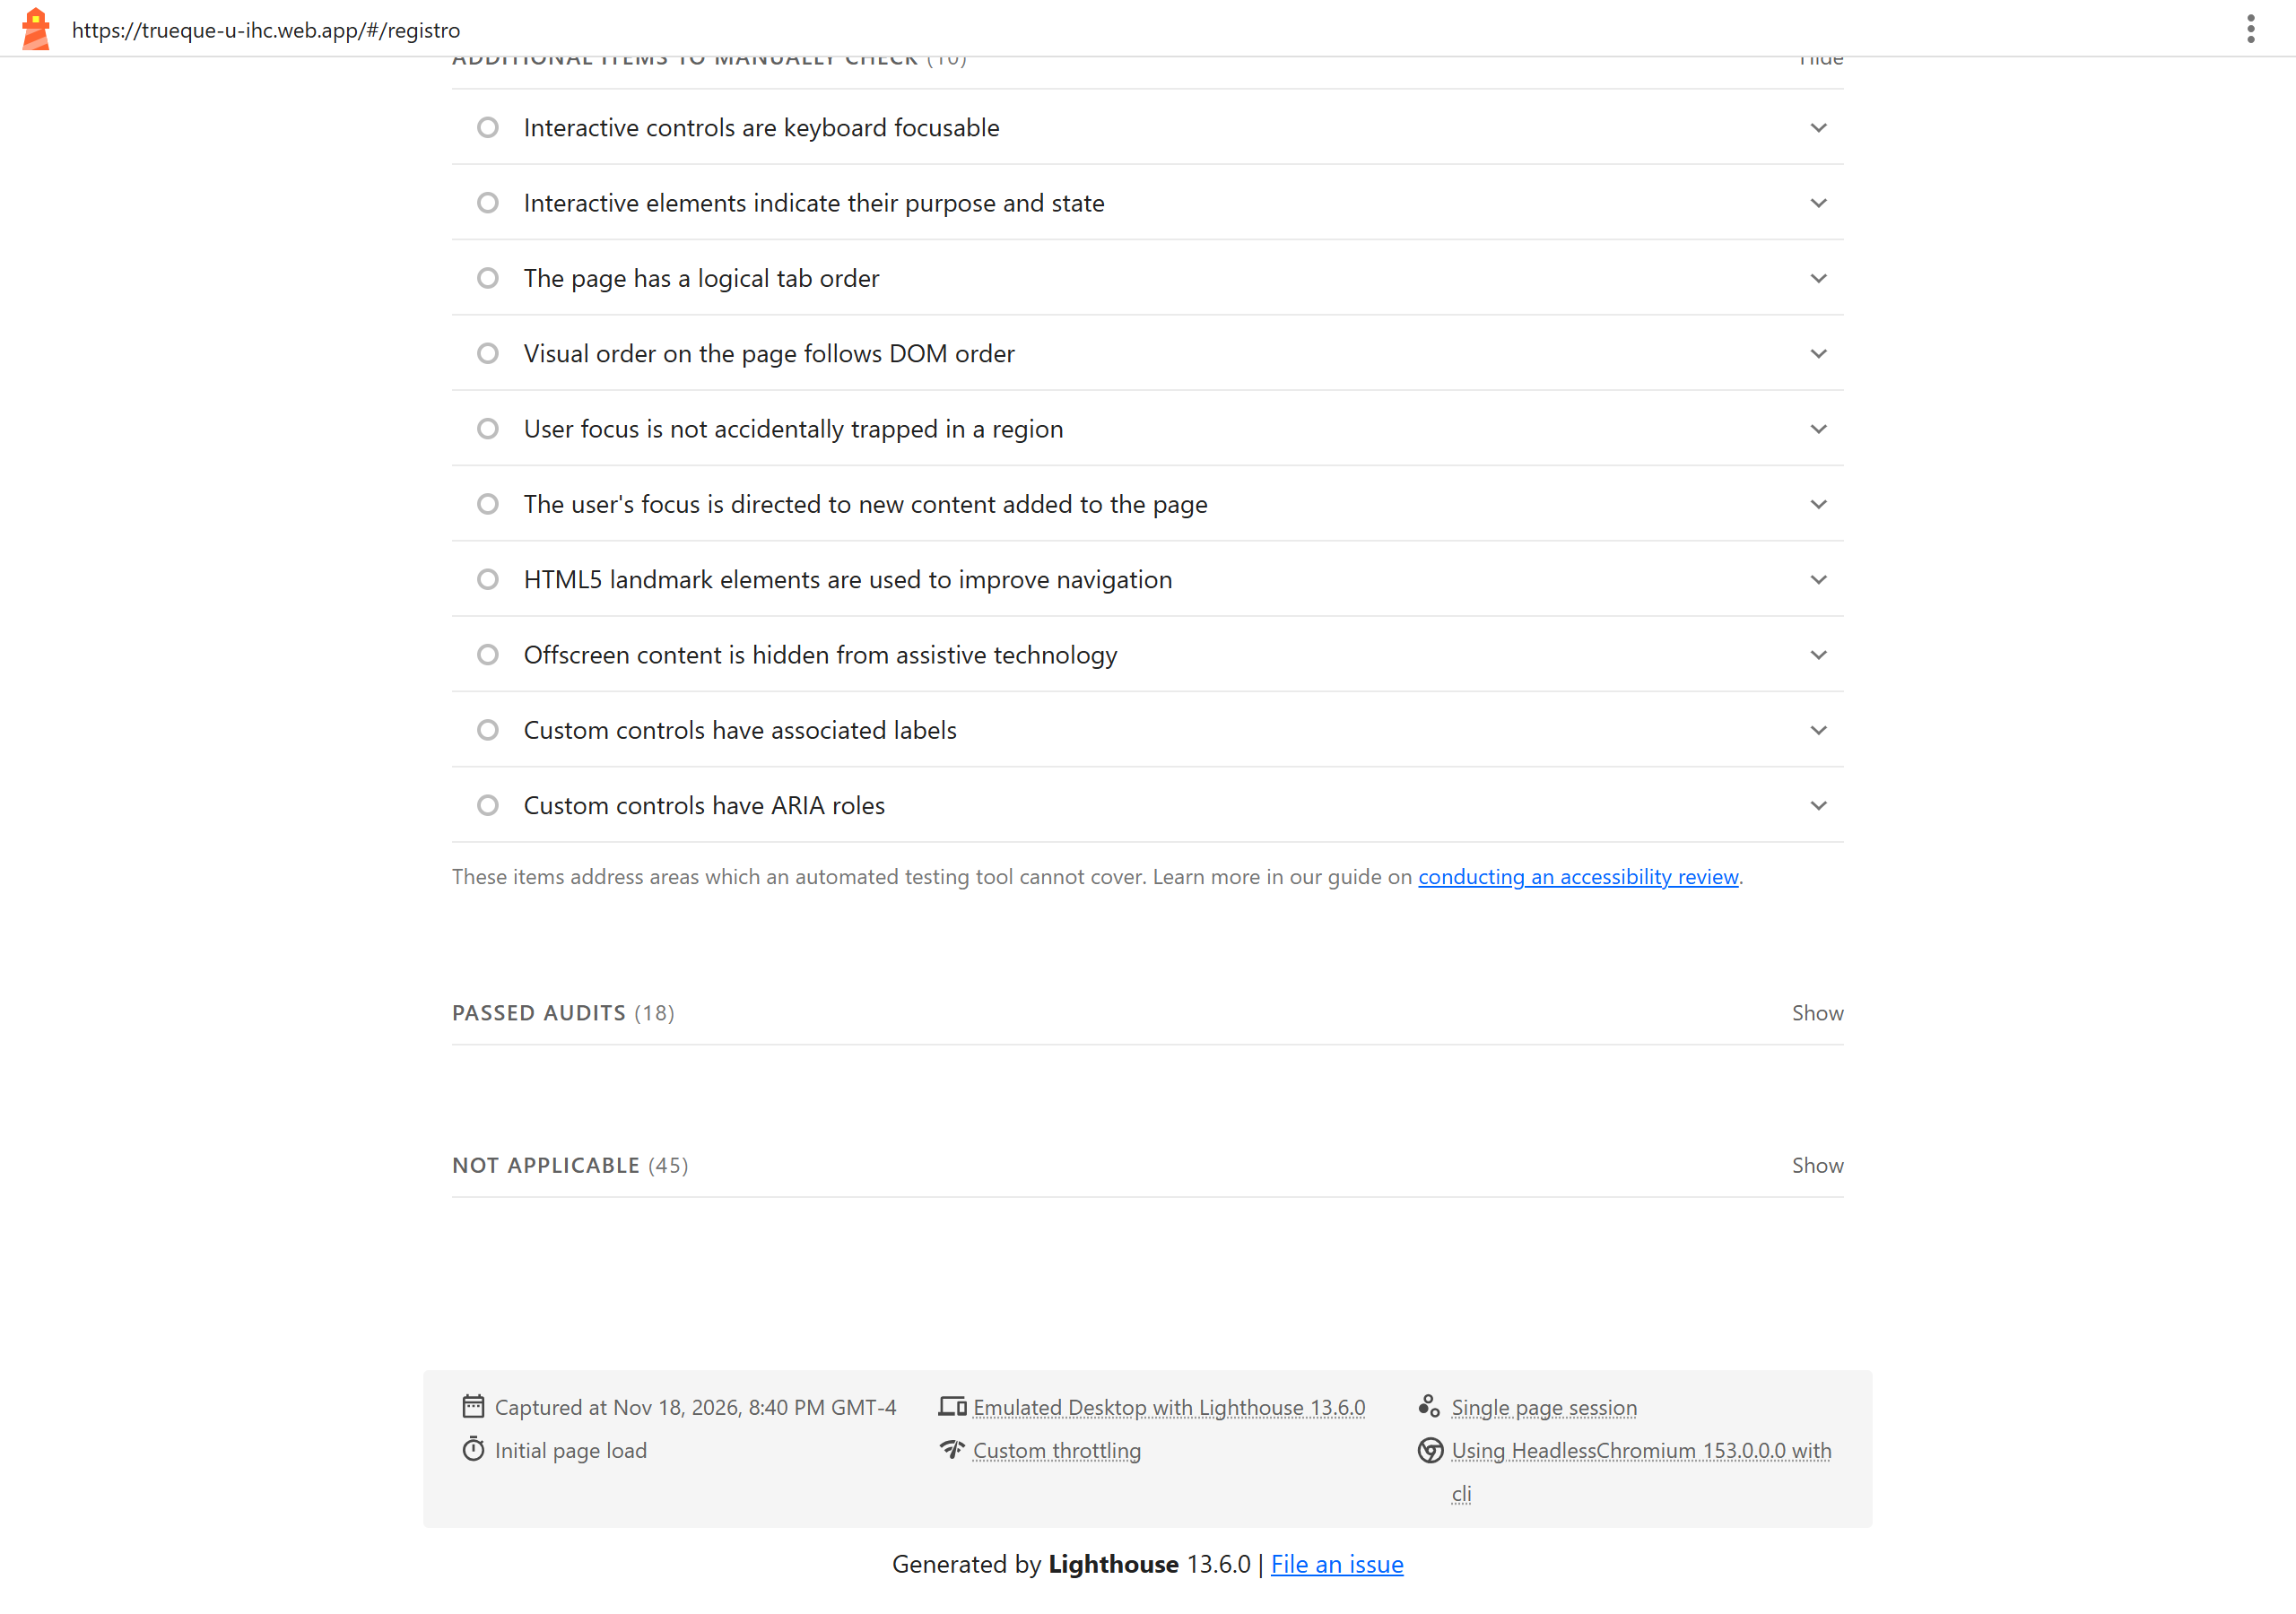 https://trueque-u-ihc.web.app/#/registro
ADDITIONAL ITEMS TO MANUALLY CHECK (10) Hide
Interactive controls are keyboard focusable
Interactive elements indicate their purpose and state
The page has a logical tab order
Visual order on the page follows DOM order
User focus is not accidentally trapped in a region
The user's focus is directed to new content added to the page
HTML5 landmark elements are used to improve navigation
Offscreen content is hidden from assistive technology
Custom controls have associated labels
Custom controls have ARIA roles
These items address areas which an automated testing tool cannot cover. Learn more in our guide on conducting an accessibility review.
PASSED AUDITS (18) Show
NOT APPLICABLE (45) Show
Captured at Nov 18, 2026, 8:40 PM GMT-4
Emulated Desktop with Lighthouse 13.6.0
Single page session
Initial page load
Custom throttling
Using HeadlessChromium 153.0.0.0 with
cli
Generated by Lighthouse 13.6.0 | File an issue